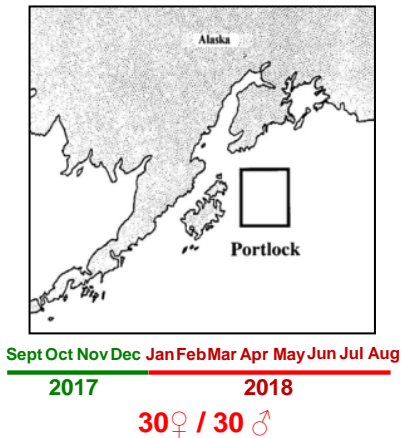 Alaska
Portlock
Sept Oct Nov Dec Jan Feb Mar Apr May Jun Jul Aug
2017 2018
30♀ / 30 ♂